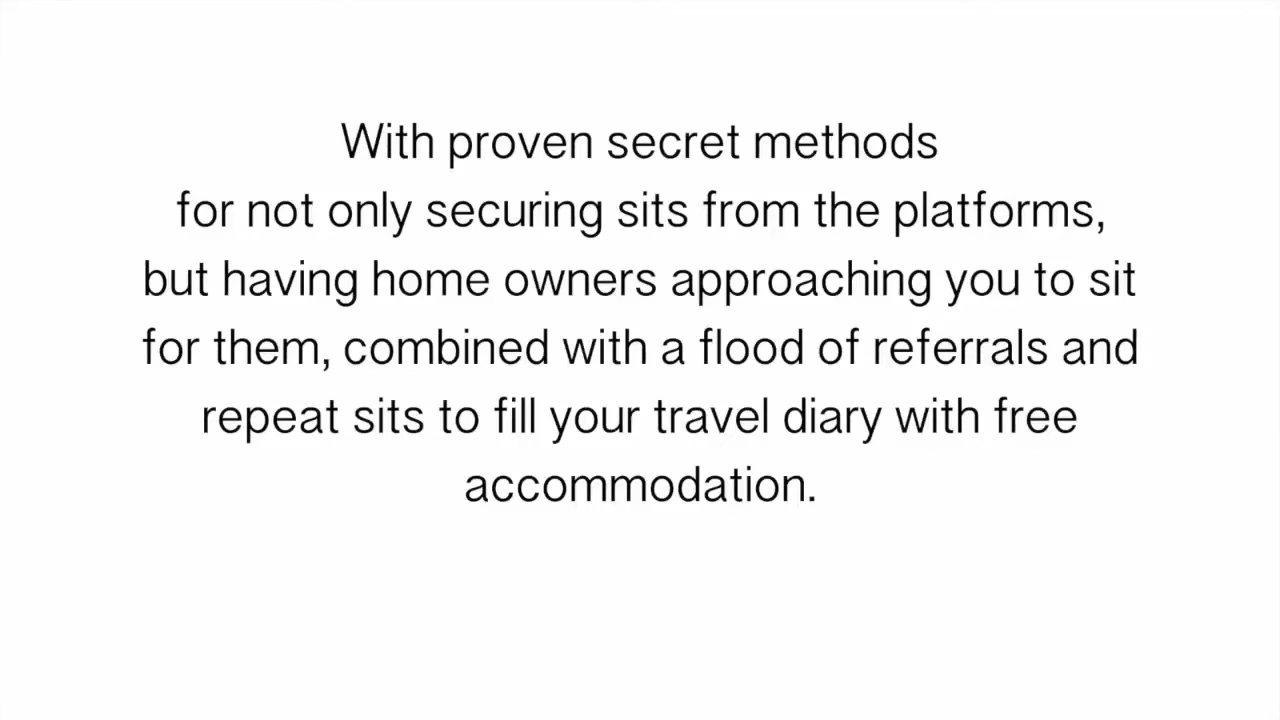 With proven secret methods
for not only securing sits from the platforms,
but having home owners approaching you to sit
for them, combined with a flood of referrals and
repeat sits to fill your travel diary with free
accommodation.